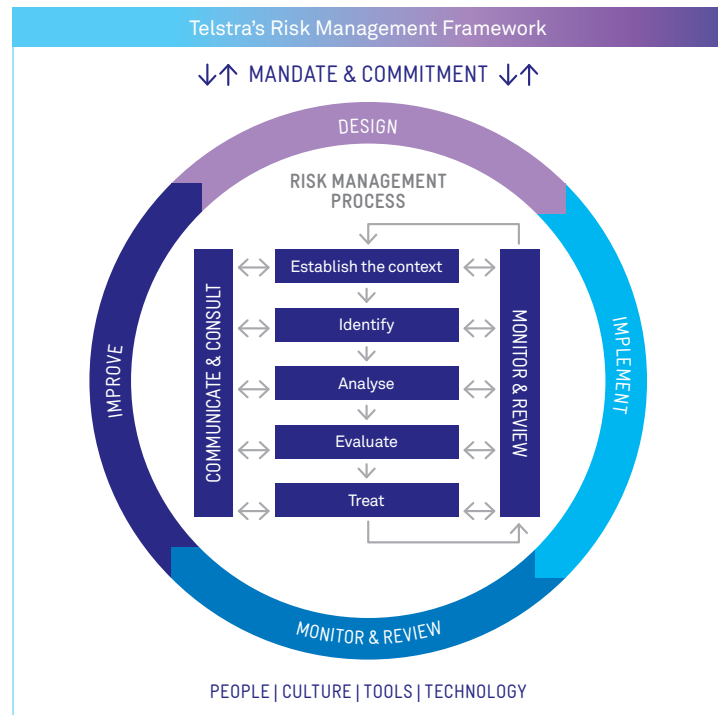 Telstra's Risk Management Framework
MANDATE & COMMITMENT
DESIGN
RISK MANAGEMENT
PROCESS
Establish the context
Identify
Analyse
Evaluate
Treat
COMMUNICATE & CONSULT
MONITOR & REVIEW
IMPROVE
IMPLEMENT
MONITOR & REVIEW
PEOPLE | CULTURE | TOOLS | TECHNOLOGY